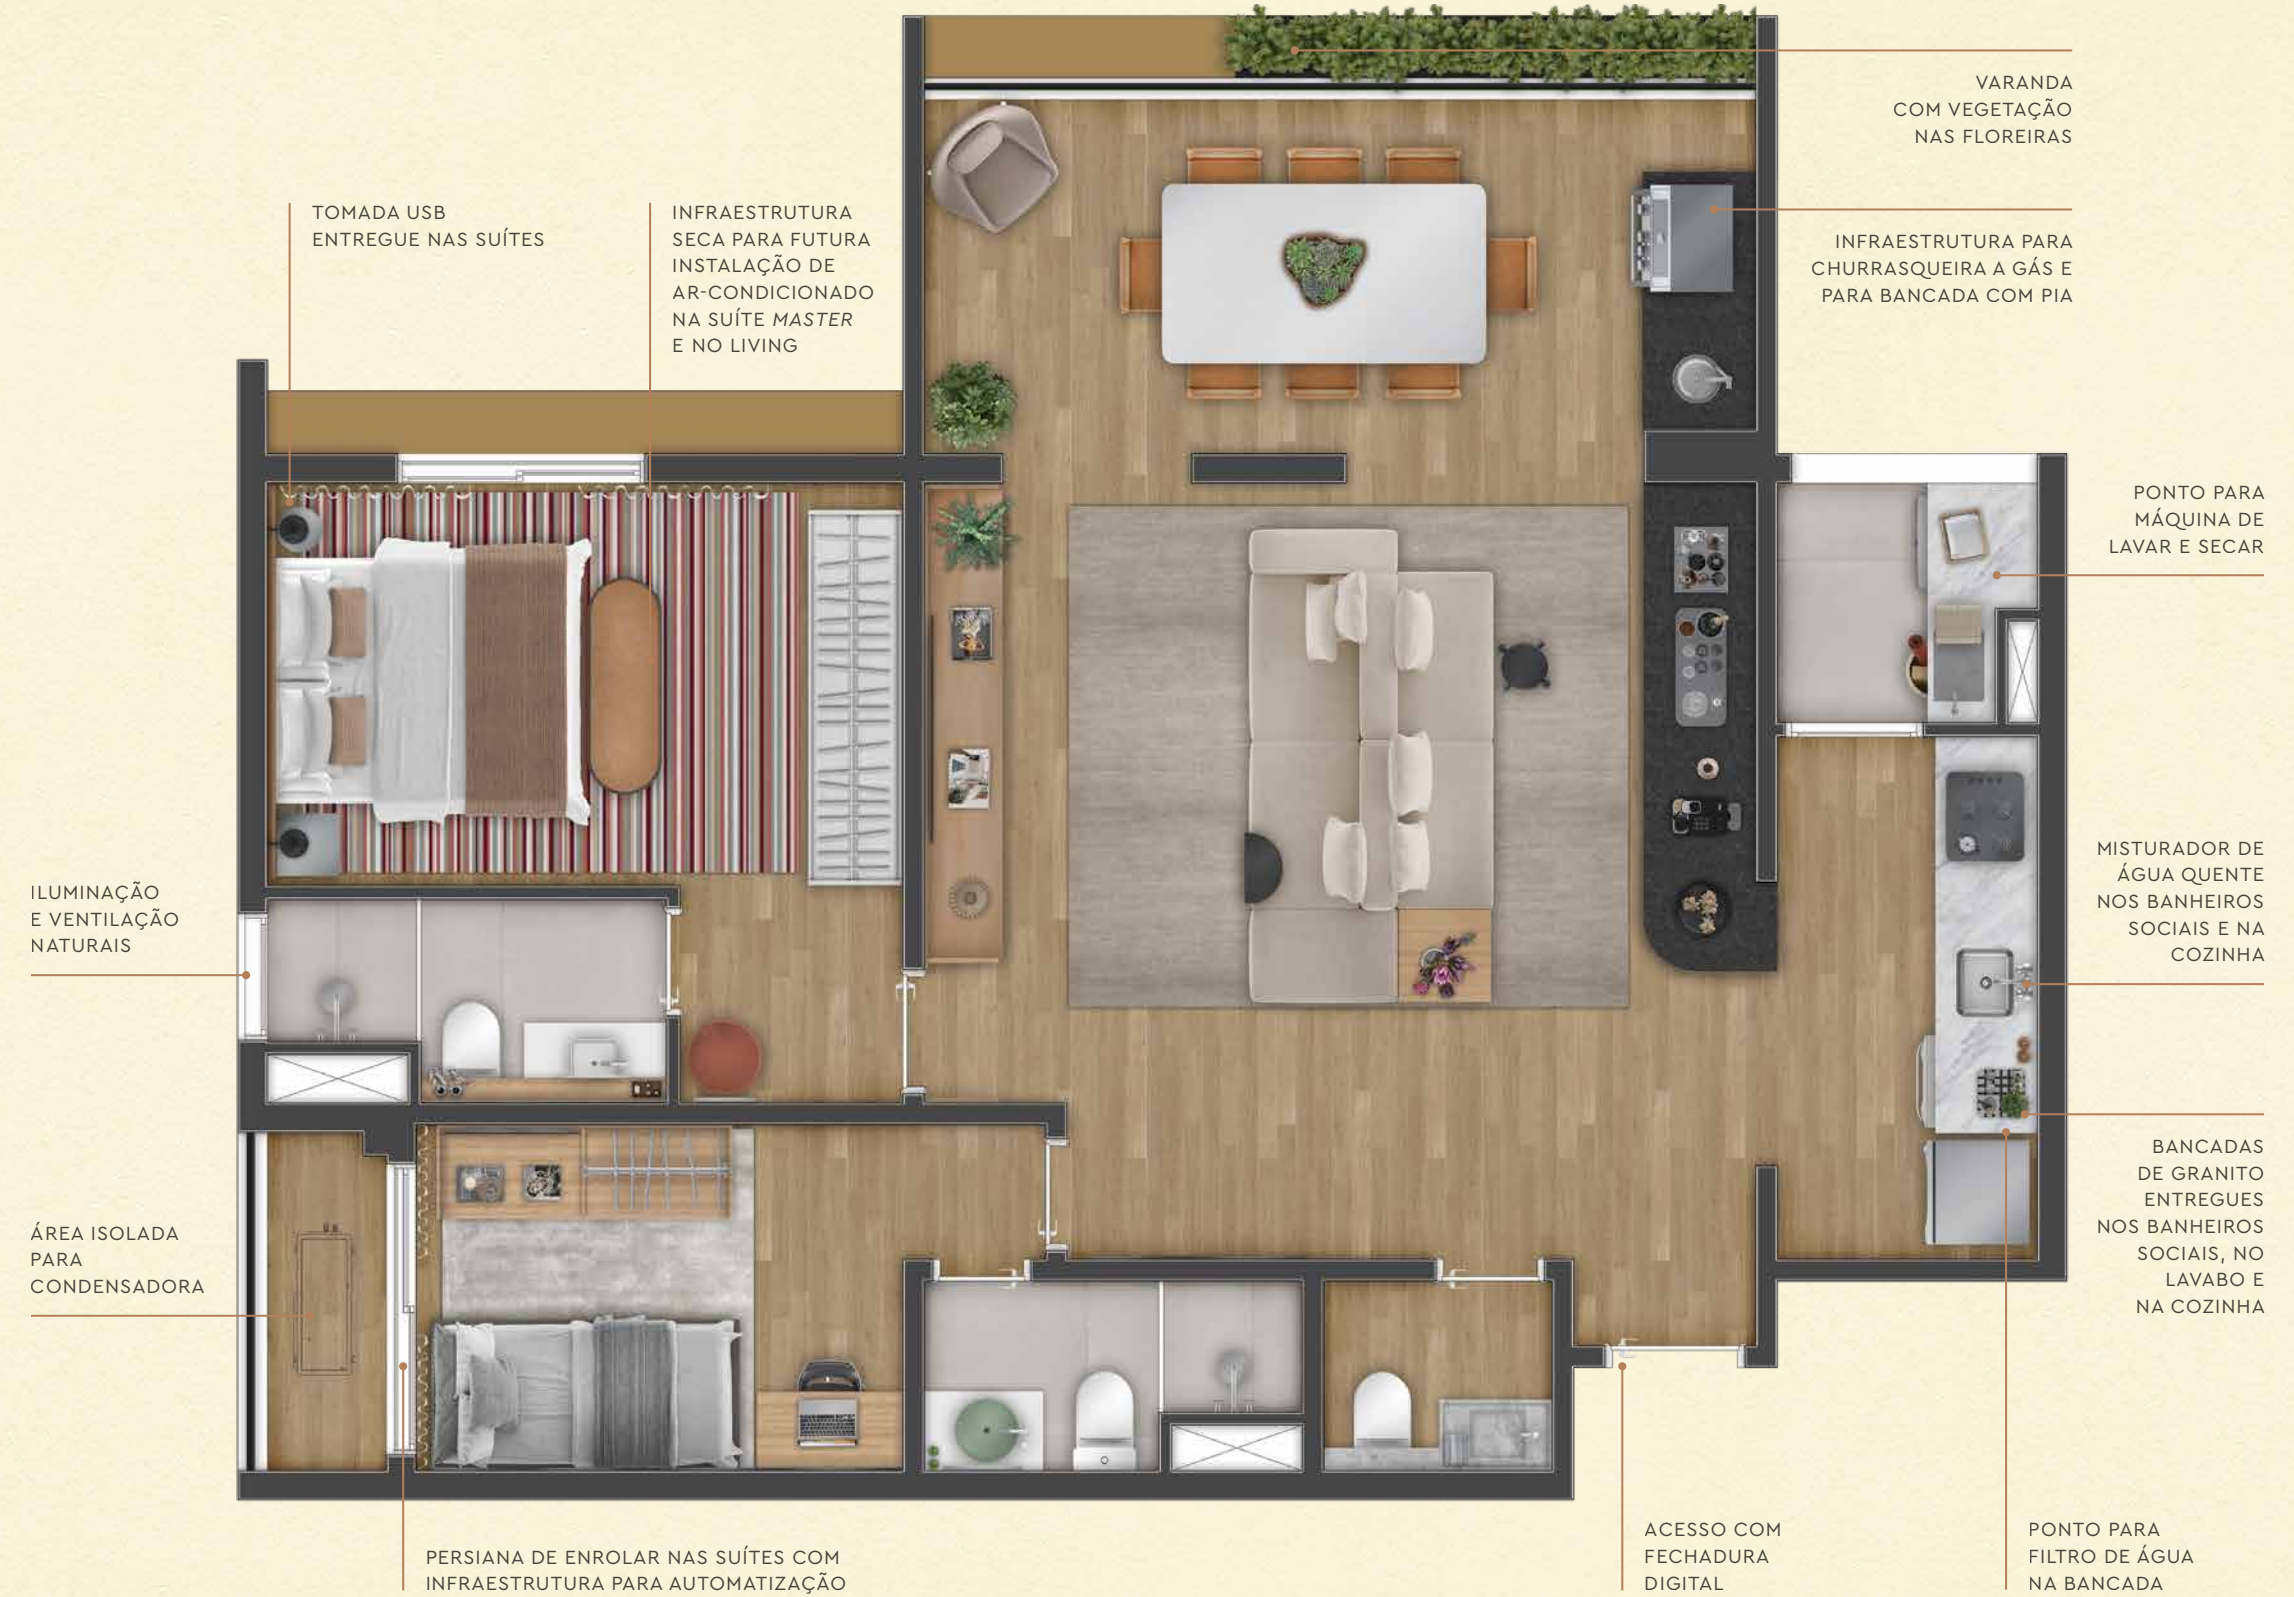 VARANDA
COM VEGETAÇÃO
NAS FLOREIRAS
TOMADA USB
ENTREGUE NAS SUÍTES
INFRAESTRUTURA
SECA PARA FUTURA
INSTALAÇÃO DE
AR-CONDICIONADO
NA SUÍTE MASTER
E NO LIVING
INFRAESTRUTURA PARA
CHURRASQUEIRA A GÁS E
PARA BANCADA COM PIA
PONTO PARA
MÁQUINA DE
LAVAR E SECAR
MISTURADOR DE
ÁGUA QUENTE
NOS BANHEIROS
SOCIAIS E NA
COZINHA
ILUMINAÇÃO
E VENTILAÇÃO
NATURAIS
BANCADAS
DE GRANITO
ENTREGUES
NOS BANHEIROS
SOCIAIS, NO
LAVABO E
NA COZINHA
ÁREA ISOLADA
PARA
CONDENSADORA
PERSIANA DE ENROLAR NAS SUÍTES COM
INFRAESTRUTURA PARA AUTOMATIZAÇÃO
ACESSO COM
FECHADURA
DIGITAL
PONTO PARA
FILTRO DE ÁGUA
NA BANCADA